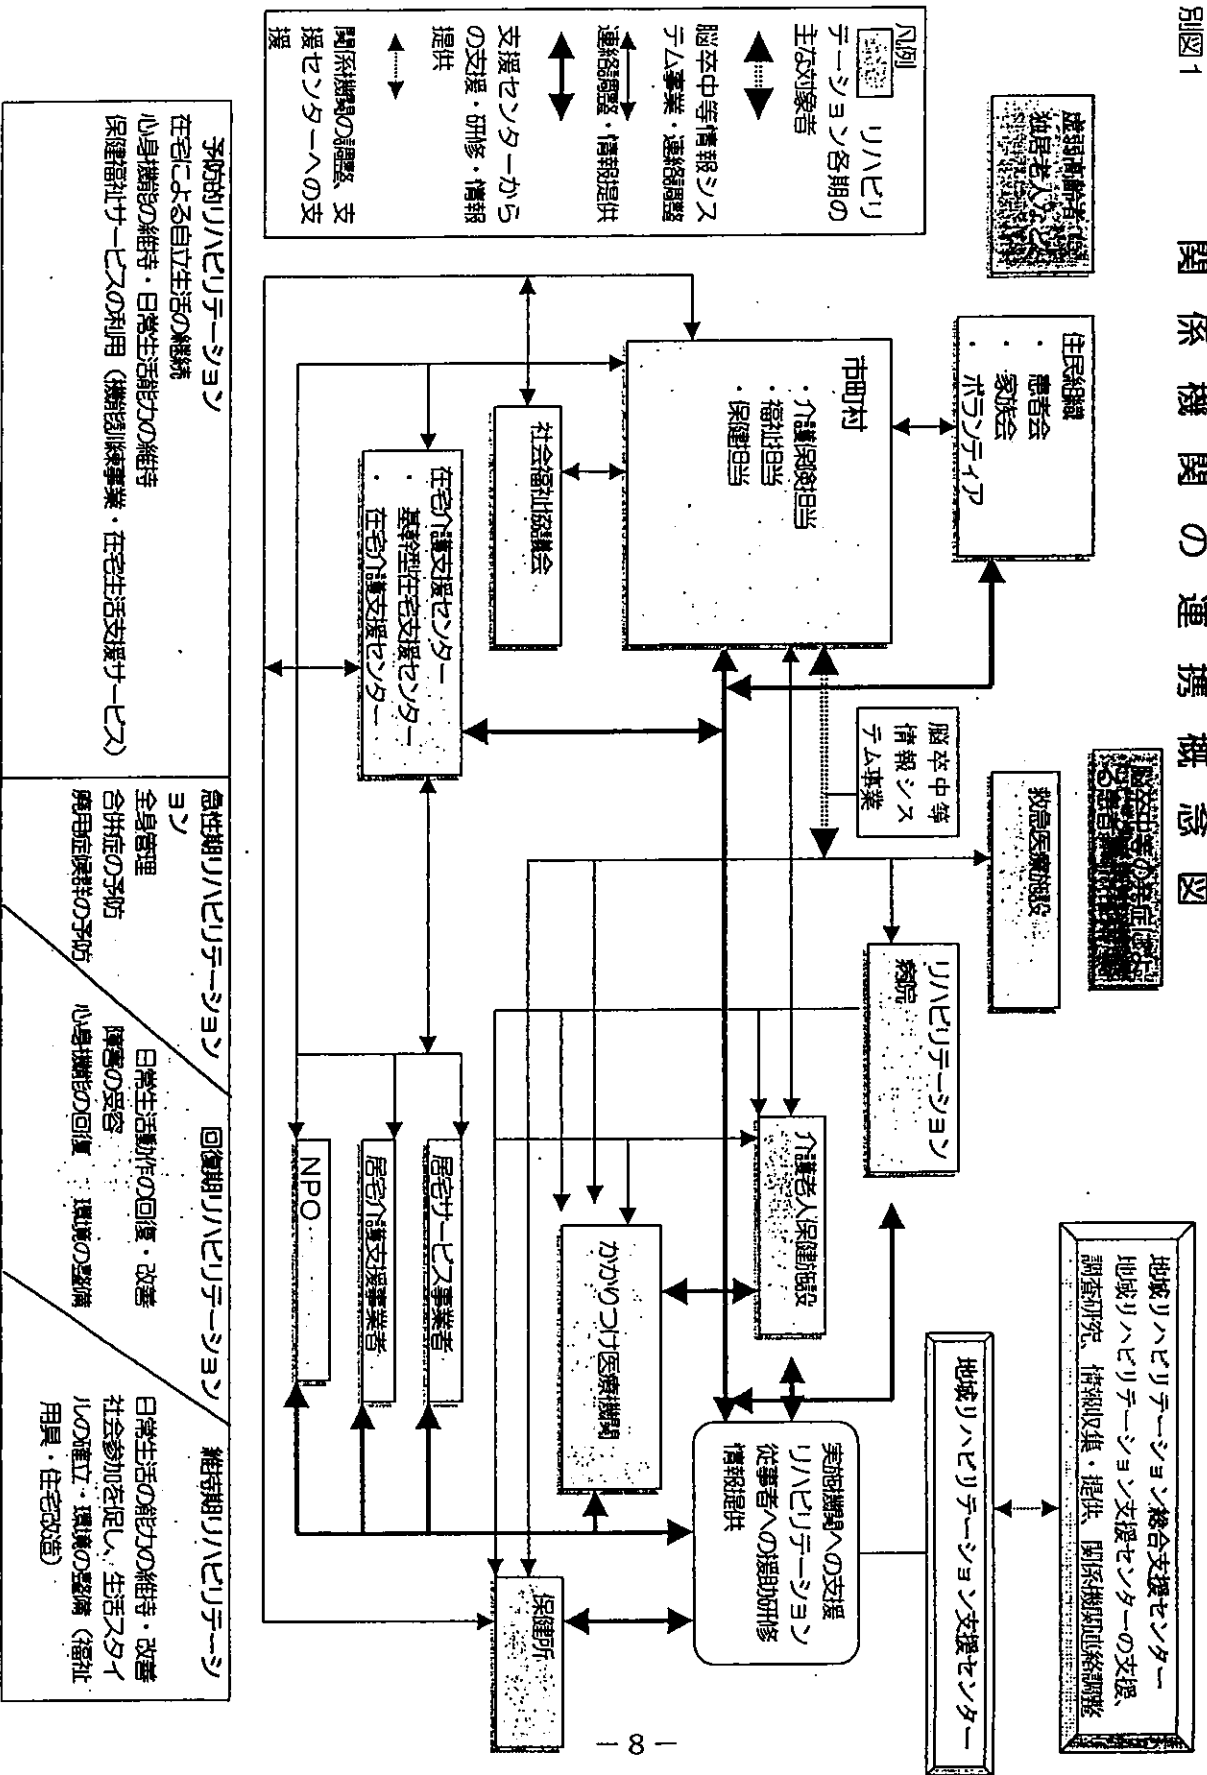 別図1
関係機関の連携概念図
虚弱高齢者
独居老人など
住民組織
・患者会
・家族会
・ボランティア
脳卒中等の発症によ
救急医療施設
地域リハビリテーション総合支援センター
地域リハビリテーション支援センターの支援、
調査研究、情報収集・提供、関係機関連絡調整
地域リハビリテーション支援センター
凡例
リハビリ
テーション各期の
主な対象者
脳卒中等情報シス
テム事業・連絡調整
連絡調整・情報提供
支援センターから
の支援・研修・情報
提供
関係機関の調整、支
援センターへの支
援
市町村
・介護保険担当
・福祉担当
・保健担当
脳卒中等
情報シス
テム事業
リハビリテーション
病院
介護老人保健施設
実施機関への支援
リハビリテーション
従事者への援助研修
情報提供
社会福祉協議会
かかりつけ医療機関
保健所
在宅介護支援センター
・基幹型在宅支援センター
・在宅介護支援センター
居宅サービス事業者
居宅介護支援事業者
NPO
予防的リハビリテーション
在宅による自立生活の継続
心身機能の維持・日常生活能力の維持
保健福祉サービスの利用（機能訓練事業・在宅生活支援サービス）
急性期リハビリテーション
ョン
全身管理
合併症の予防
廃用症候群の予防
回復期リハビリテーション
日常生活動作の回復・改善
障害の受容
心身機能の回復　環境の整備
維持期リハビリテーシ
日常生活の能力の維持・改善
社会参加を促し、生活スタイ
ルの確立・環境の整備（福祉
用具・住宅改造）
－8－